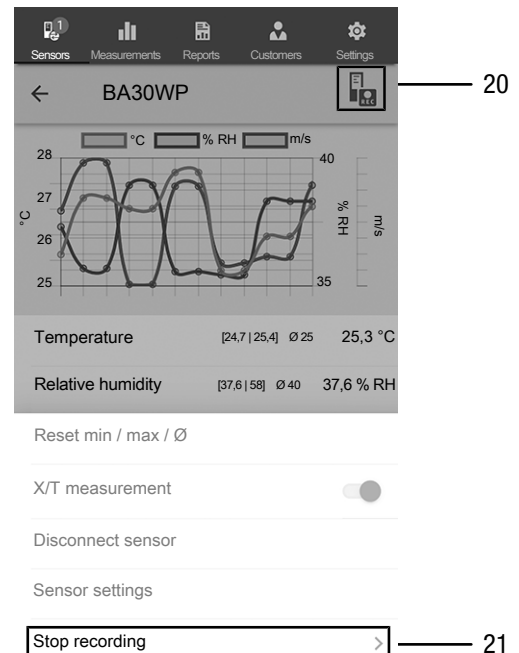 1
Sensors Measurements Reports Customers Settings
BA30WP
REC
20
°C % RH m/s
28 40
27
°C % RH m/s
26
25 35
Temperature [24,7 | 25,4] Ø 25 25,3 °C
Relative humidity [37,6 | 58] Ø 40 37,6 % RH
Reset min / max / Ø
X/T measurement
Disconnect sensor
Sensor settings
Stop recording
21